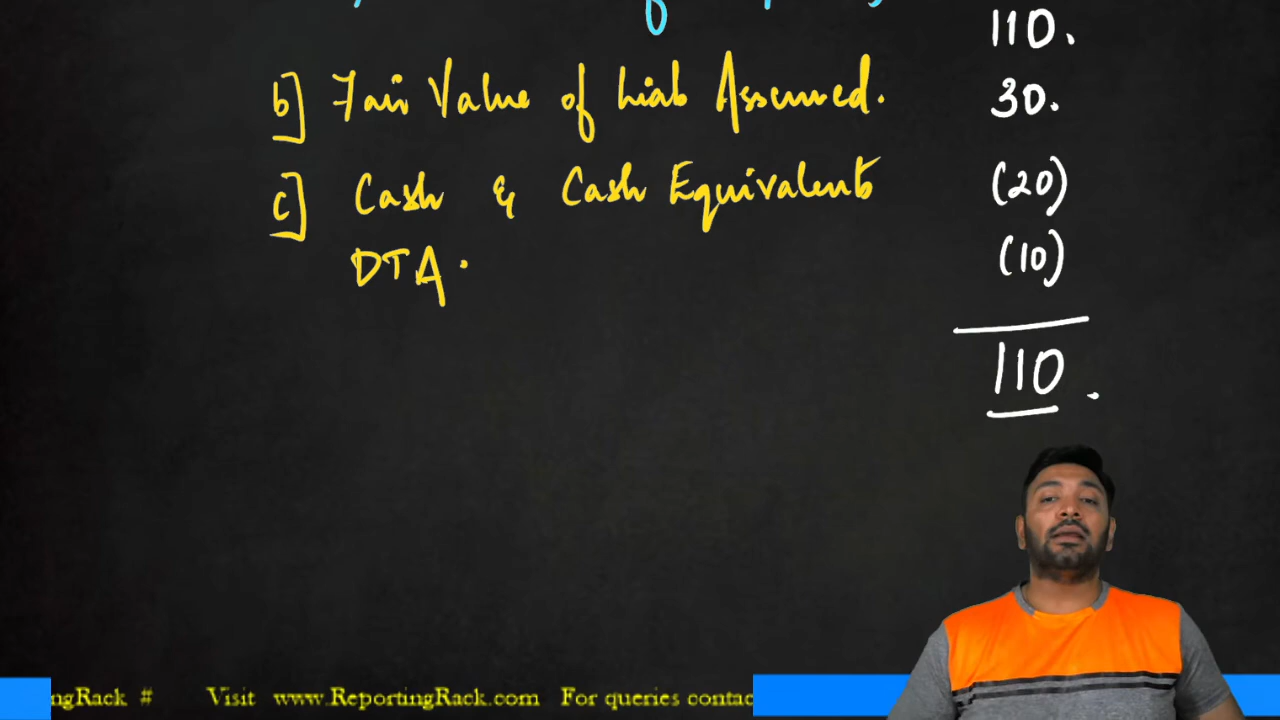 110.
b] Fair Value of Liab Assumed. 30.
c] Cash & Cash Equivalents (20)
DTA. (10)
110.
ngRack # Visit www.ReportingRack.com For queries contac